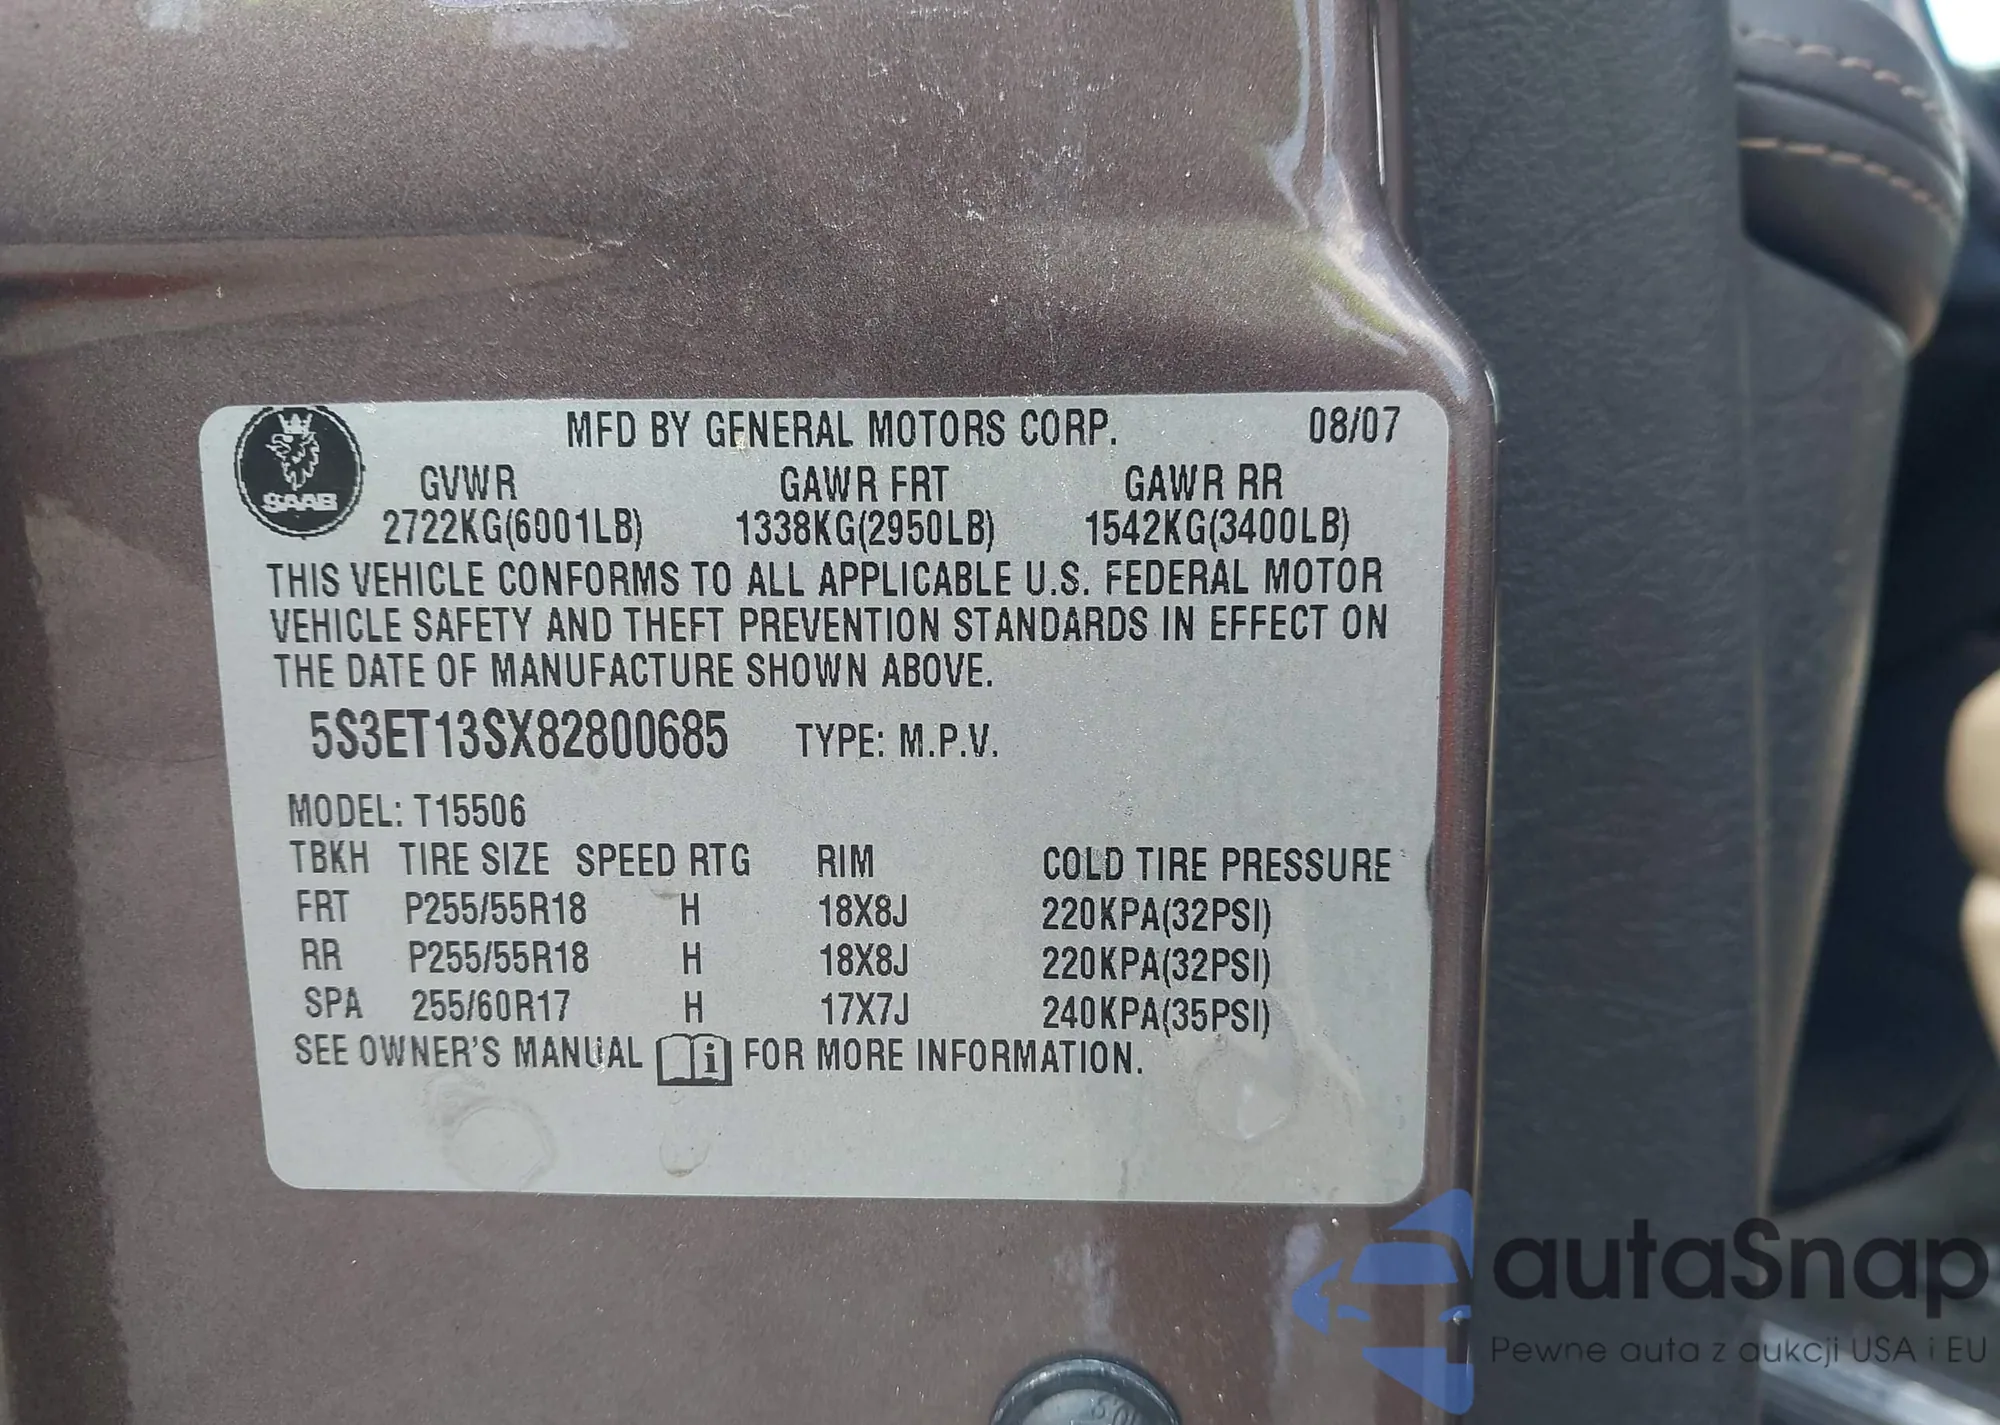 MFD BY GENERAL MOTORS CORP. 08/07
SAAB
GVWR GAWR FRT GAWR RR
2722KG(6001LB) 1338KG(2950LB) 1542KG(3400LB)
THIS VEHICLE CONFORMS TO ALL APPLICABLE U.S. FEDERAL MOTOR
VEHICLE SAFETY AND THEFT PREVENTION STANDARDS IN EFFECT ON
THE DATE OF MANUFACTURE SHOWN ABOVE.
5S3ET13SX82800685 TYPE: M.P.V.
MODEL: T15506
TBKH TIRE SIZE SPEED RTG RIM COLD TIRE PRESSURE
FRT P255/55R18 H 18X8J 220KPA(32PSI)
RR P255/55R18 H 18X8J 220KPA(32PSI)
SPA 255/60R17 H 17X7J 240KPA(35PSI)
SEE OWNER'S MANUAL i FOR MORE INFORMATION.
autaSnap
Pewne auta z aukcji USA i EU